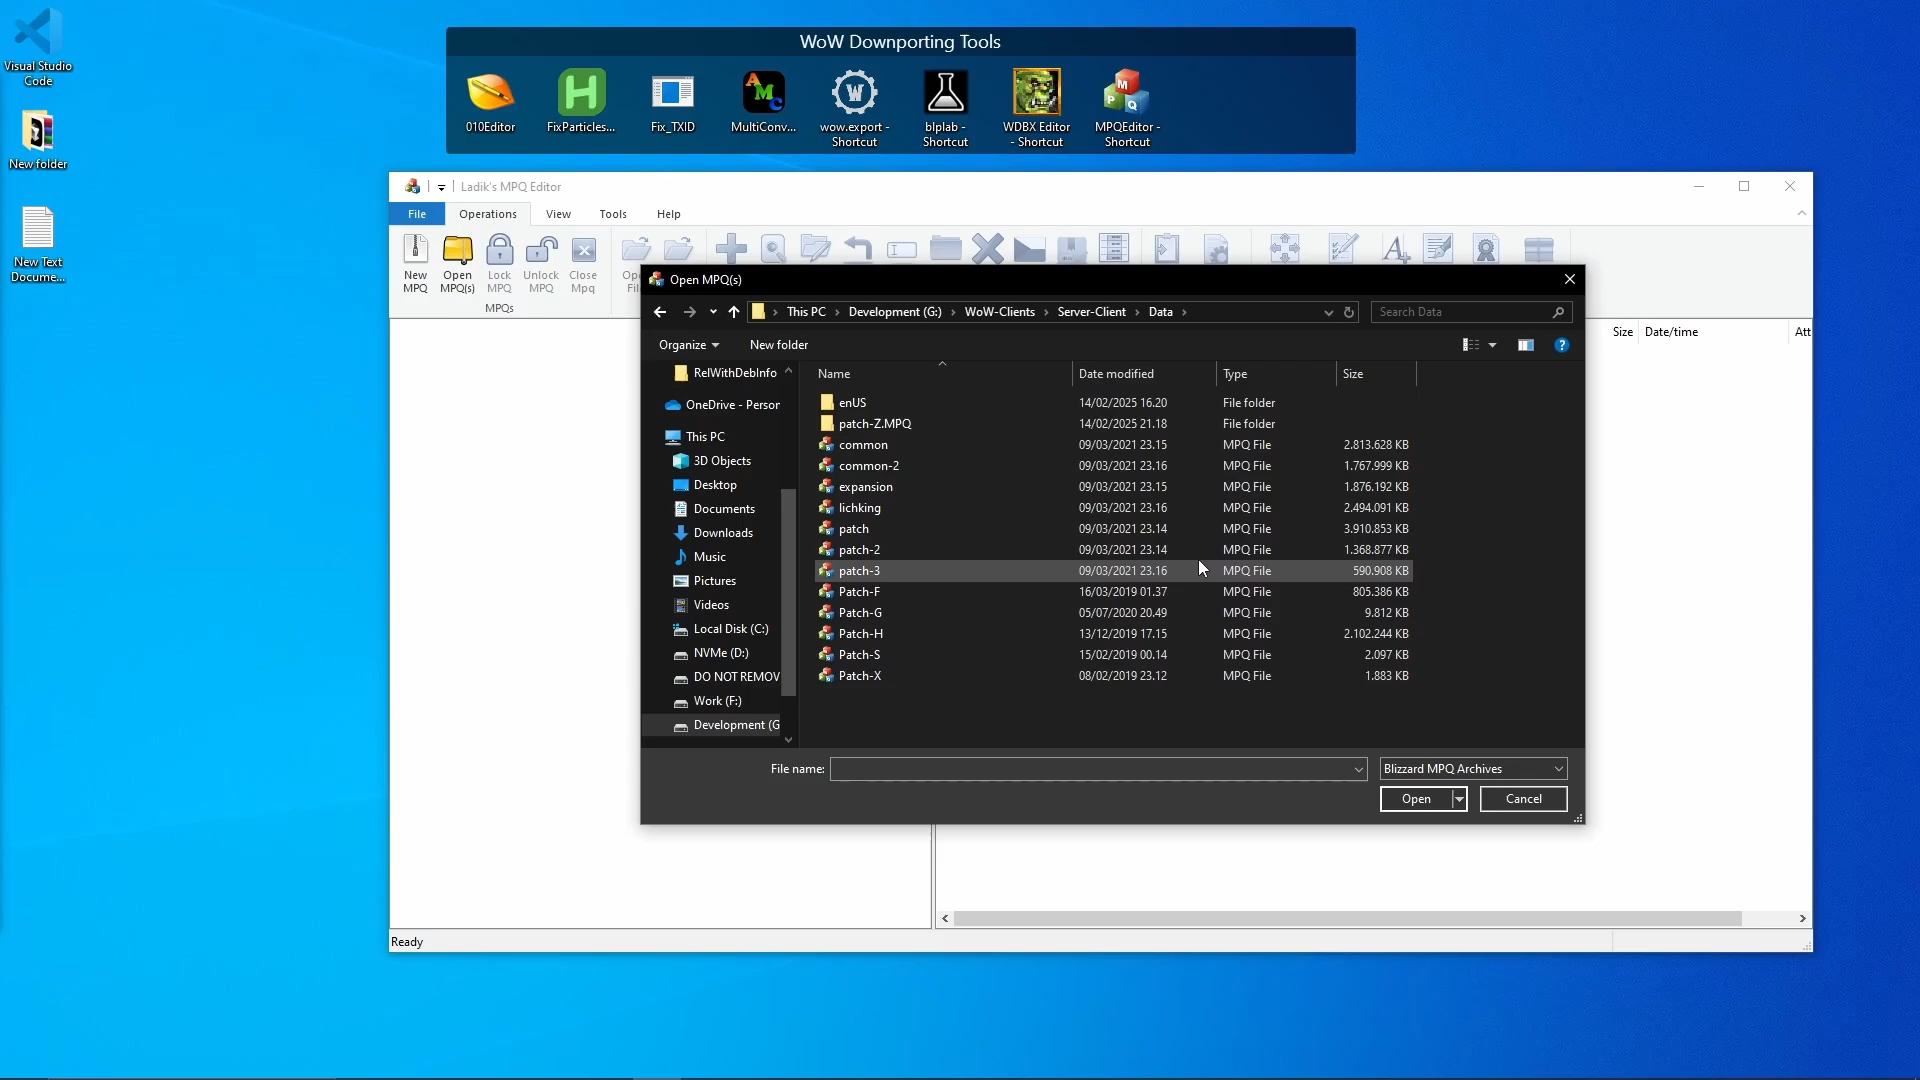 Visual Studio
Code
New folder
New Text
Docume...
WoW Downporting Tools
010Editor
FixParticles...
Fix_TXID
MultiConv...
wow.export -
Shortcut
blplab -
Shortcut
WDBX Editor
- Shortcut
MPQEditor -
Shortcut
Ladik's MPQ Editor
File Operations View Tools Help
New
MPQ
Open
MPQ(s)
Lock
MPQ
Unlock
MPQ
Close
Mpq
MPQs
Open MPQ(s)
This PC Development (G:) WoW-Clients Server-Client Data
Search Data
Organize New folder
Size Date/time Att
Name Date modified Type Size
RelWithDebInfo
OneDrive - Person
This PC
3D Objects
Desktop
Documents
Downloads
Music
Pictures
Videos
Local Disk (C:)
NVMe (D:)
DO NOT REMOV
Work (F:)
Development (G
enUS 14/02/2025 16.20 File folder
patch-Z.MPQ 14/02/2025 21.18 File folder
common 09/03/2021 23.15 MPQ File 2.813.628 KB
common-2 09/03/2021 23.16 MPQ File 1.767.999 KB
expansion 09/03/2021 23.15 MPQ File 1.876.192 KB
lichking 09/03/2021 23.16 MPQ File 2.494.091 KB
patch 09/03/2021 23.14 MPQ File 3.910.853 KB
patch-2 09/03/2021 23.14 MPQ File 1.368.877 KB
patch-3 09/03/2021 23.16 MPQ File 590.908 KB
Patch-F 16/03/2019 01.37 MPQ File 805.386 KB
Patch-G 05/07/2020 20.49 MPQ File 9.812 KB
Patch-H 13/12/2019 17.15 MPQ File 2.102.244 KB
Patch-S 15/02/2019 00.14 MPQ File 2.097 KB
Patch-X 08/02/2019 23.12 MPQ File 1.883 KB
File name: Blizzard MPQ Archives
Open Cancel
Ready